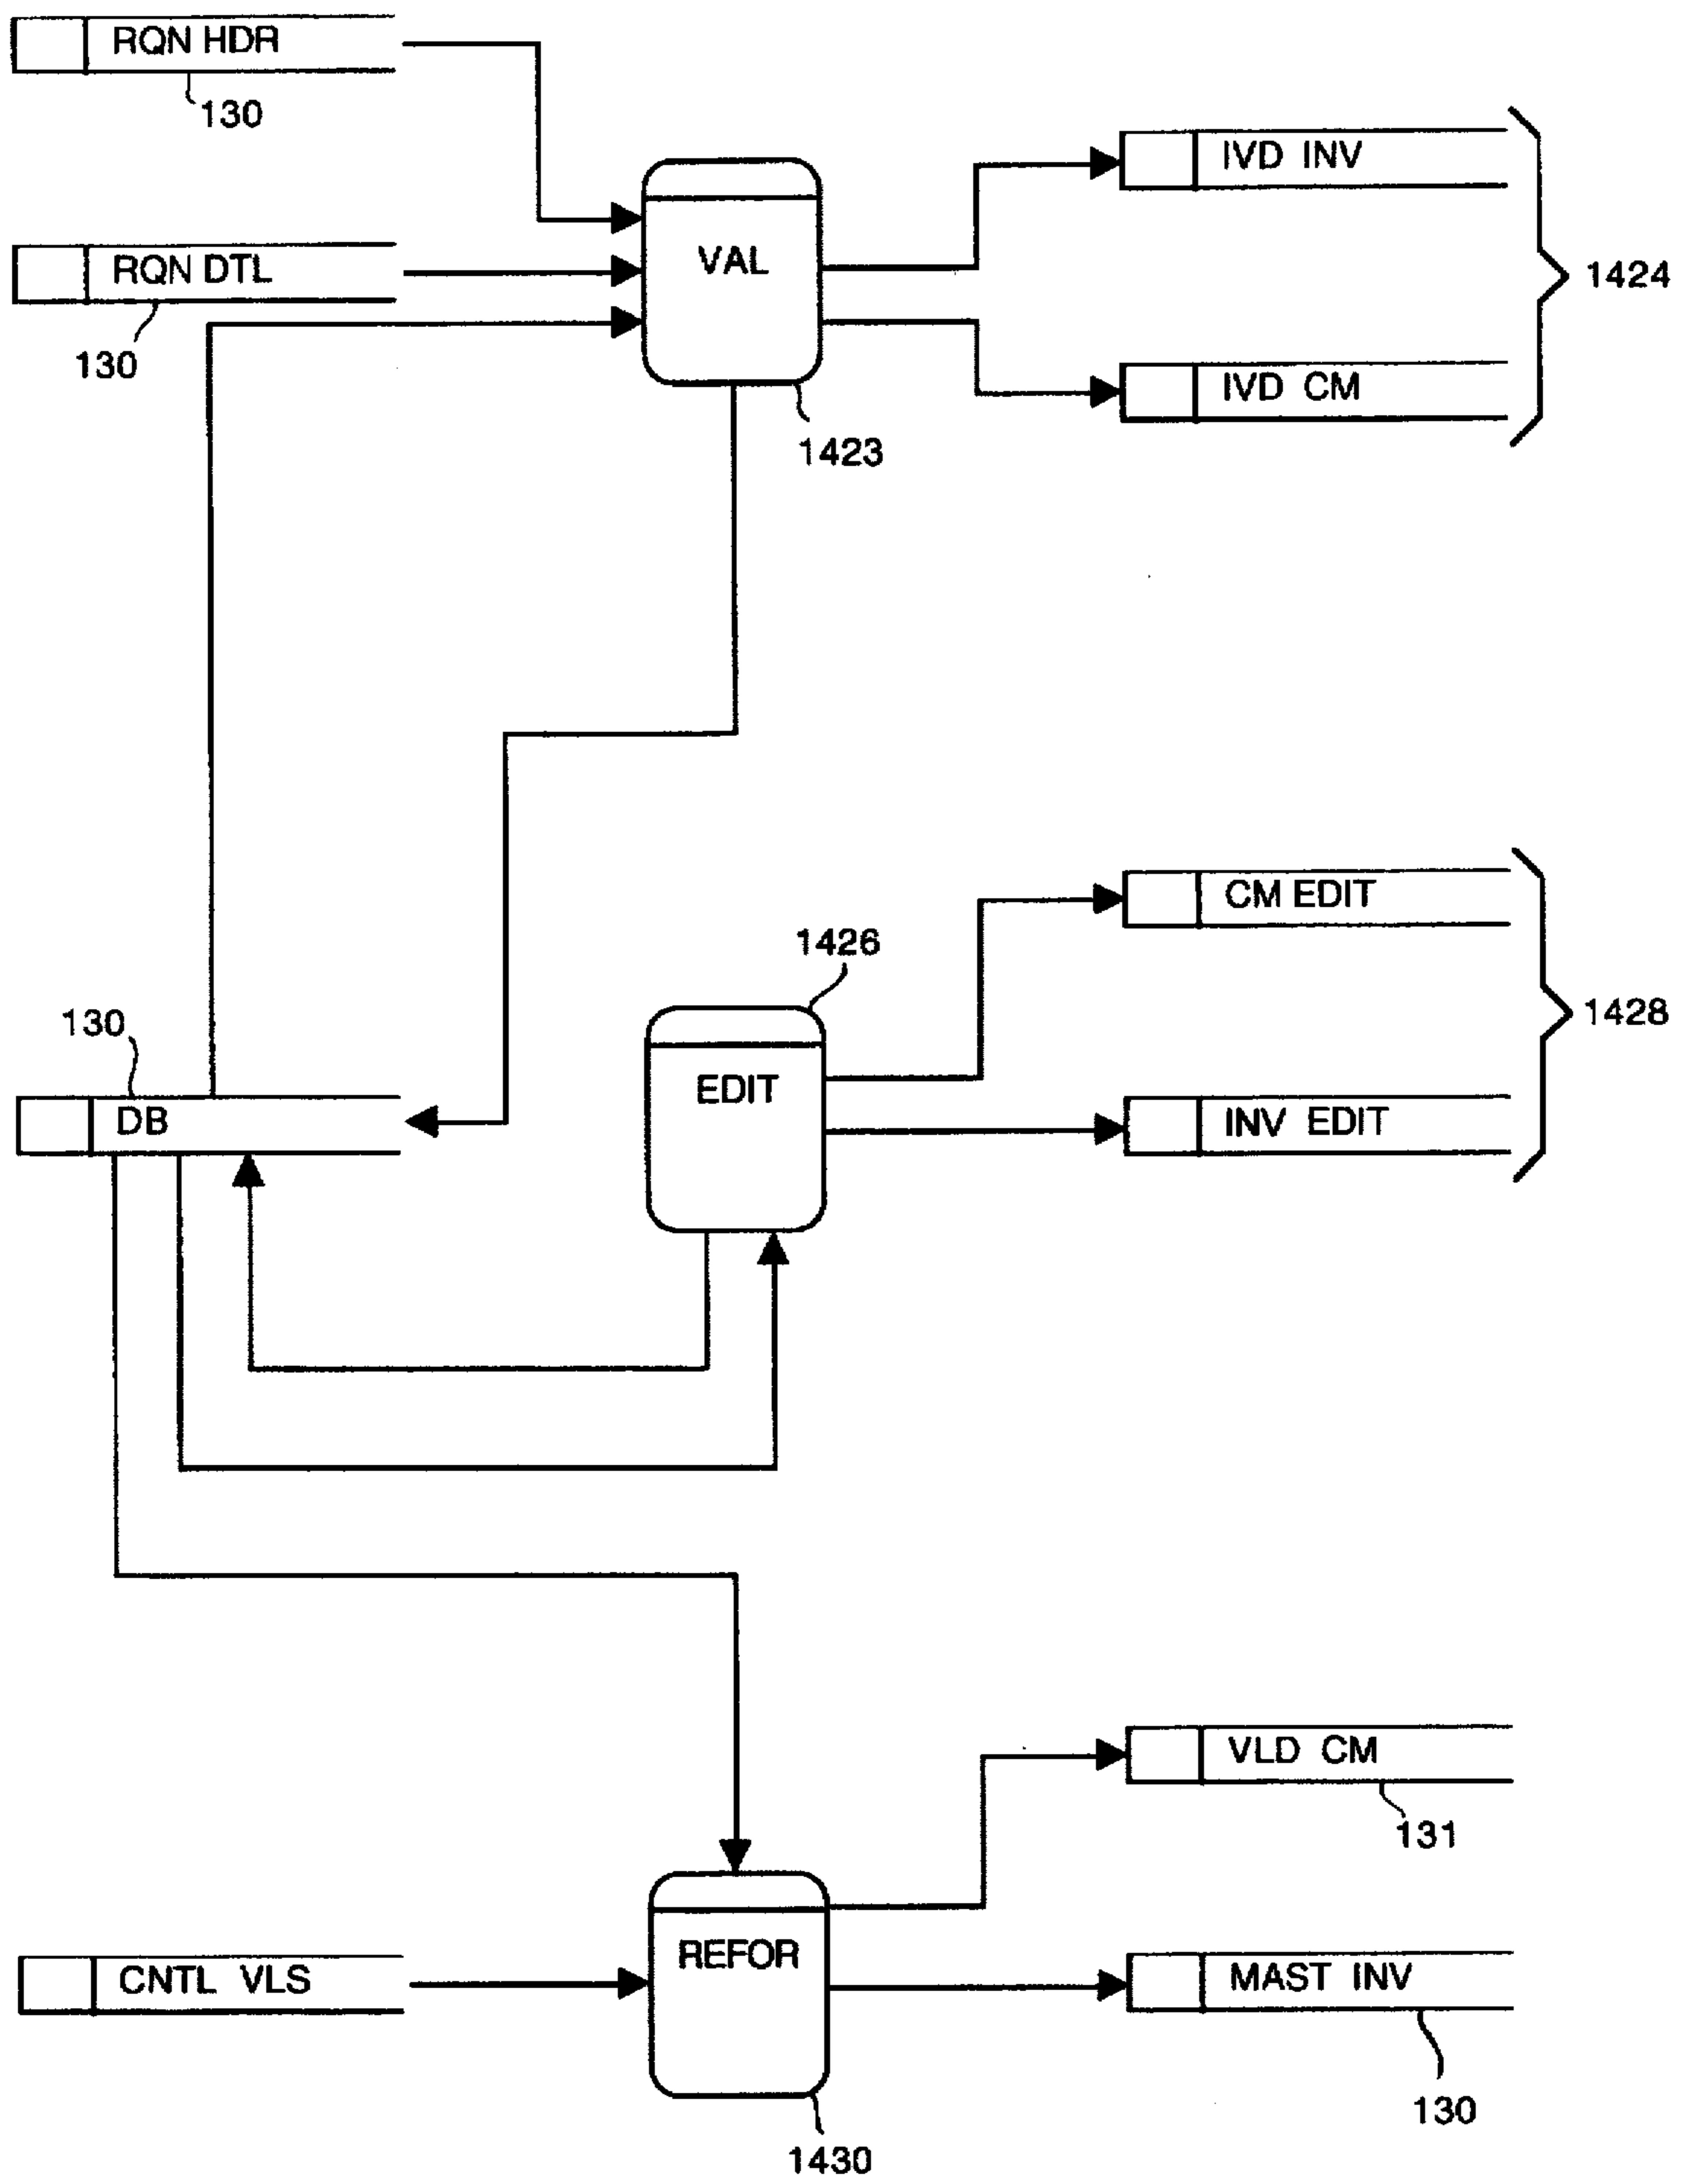 RQN HDR
130
IVD INV
VAL
RQN DTL
1424
130
IVD CM
1423
CM EDIT
1426
1428
130
EDIT
DB
INV EDIT
VLD CM
131
REFOR
CNTL VLS
MAST INV
130
1430